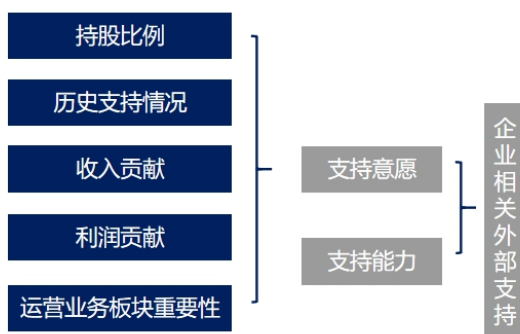 持股比例
历史支持情况
收入贡献
利润贡献
运营业务板块重要性
支持意愿
支持能力
企业相关外部支持